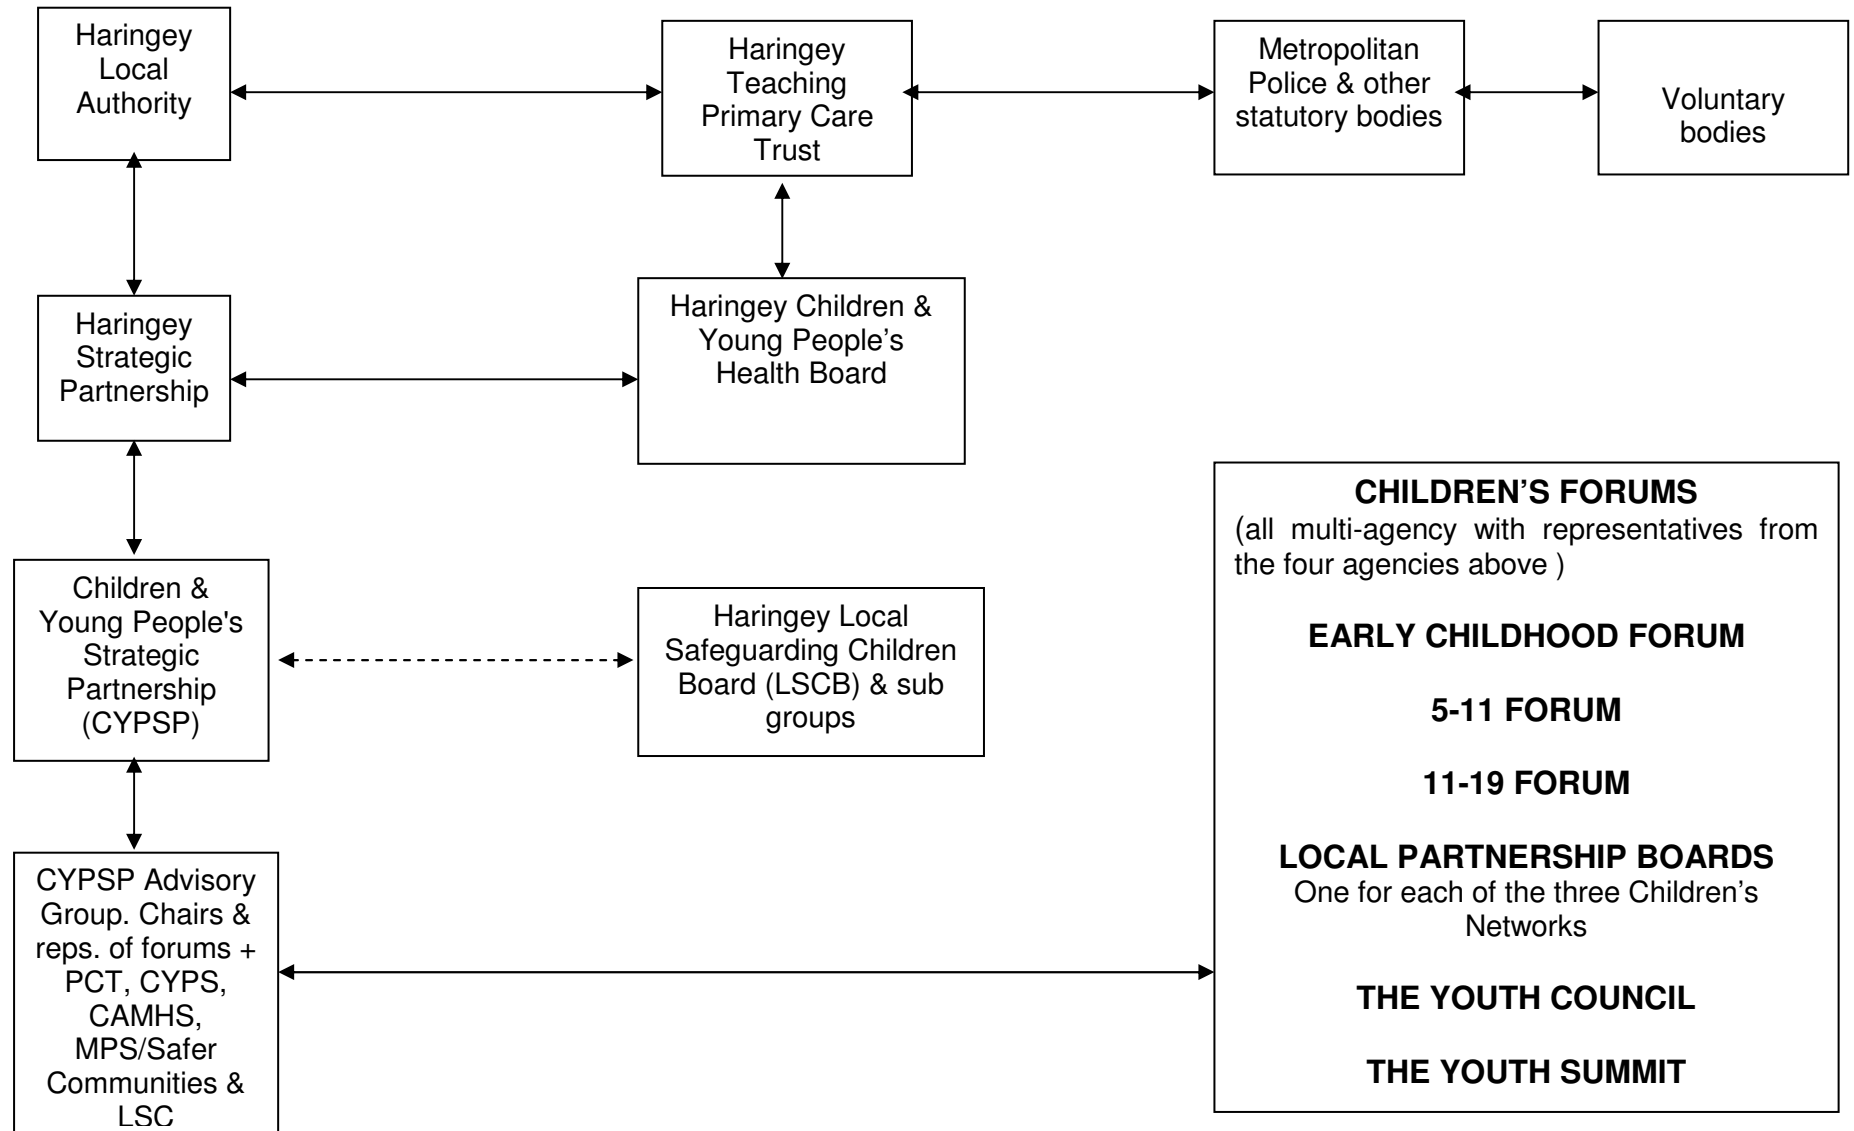 Haringey
Local
Authority
Haringey
Teaching
Primary Care
Trust
Metropolitan
Police & other
statutory bodies
Voluntary
bodies
Haringey
Strategic
Partnership
Haringey Children &
Young People’s
Health Board
Children &
Young People's
Strategic
Partnership
(CYPSP)
Haringey Local
Safeguarding Children
Board (LSCB) & sub
groups
CYPSP Advisory
Group. Chairs &
reps. of forums +
PCT, CYPS,
CAMHS,
MPS/Safer
Communities &
LSC
CHILDREN’S FORUMS
(all multi-agency with representatives from
the four agencies above )
EARLY CHILDHOOD FORUM
5-11 FORUM
11-19 FORUM
LOCAL PARTNERSHIP BOARDS
One for each of the three Children’s
Networks
THE YOUTH COUNCIL
THE YOUTH SUMMIT